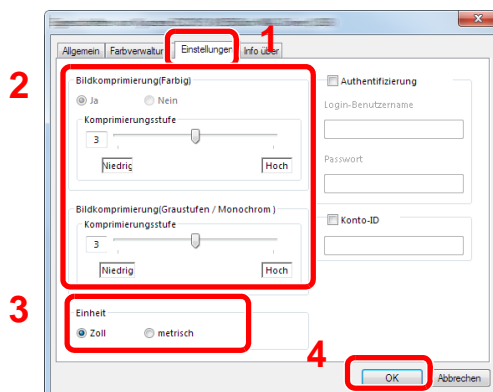 Allgemein Farbverwaltur Einstellungen Info über
1
2
Bildkomprimierung(Farbig)
Ja Nein
Komprimierungsstufe
3
Niedrig Hoch
Bildkomprimierung(Graustufen / Monochrom )
Komprimierungsstufe
3
Niedrig Hoch
3
Einheit
Zoll metrisch
Authentifizierung
Login-Benutzername
Passwort
Konto-ID
4
OK Abbrechen